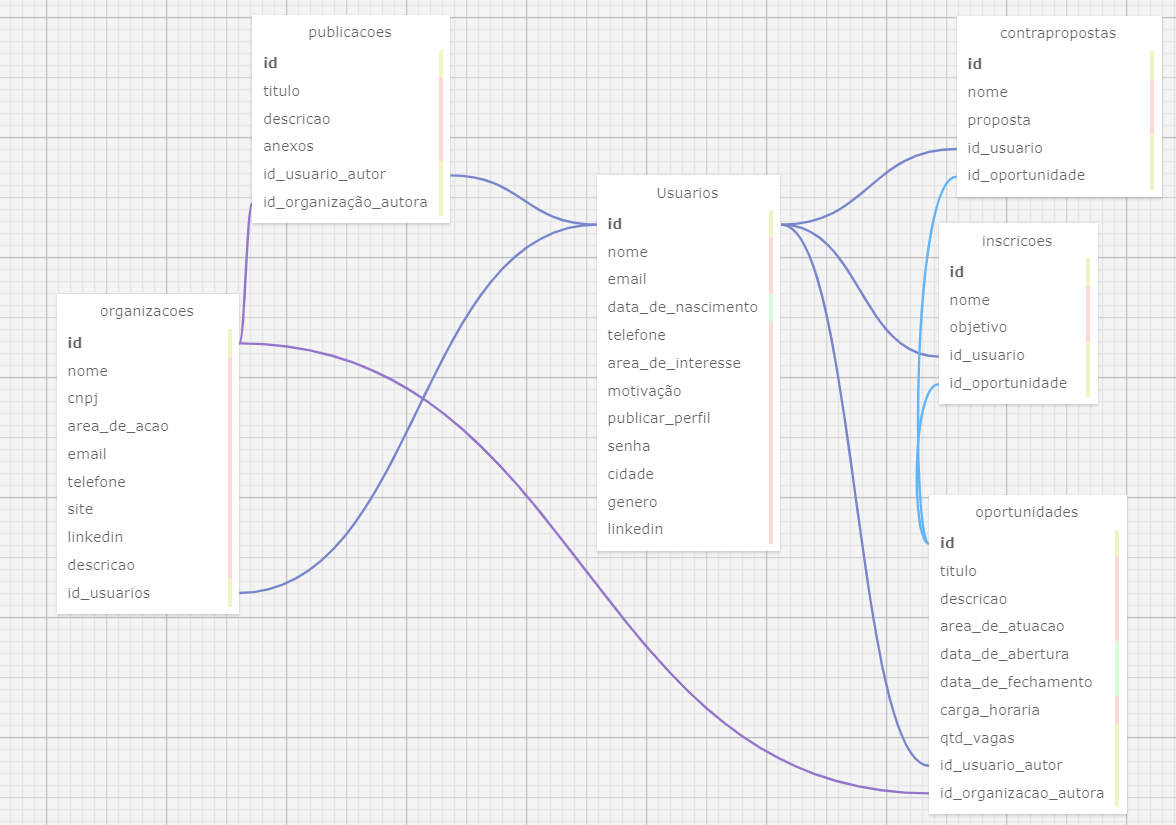 publicacoes
id
titulo
descricao
anexos
id_usuario_autor
id_organização_autora
organizacoes
id
nome
cnpj
area_de_acao
email
telefone
site
linkedin
descricao
id_usuarios
Usuarios
id
nome
email
data_de_nascimento
telefone
area_de_interesse
motivação
publicar_perfil
senha
cidade
genero
linkedin
contrapropostas
id
nome
proposta
id_usuario
id_oportunidade
inscricoes
id
nome
objetivo
id_usuario
id_oportunidade
oportunidades
id
titulo
descricao
area_de_atuacao
data_de_abertura
data_de_fechamento
carga_horaria
qtd_vagas
id_usuario_autor
id_organizacao_autora